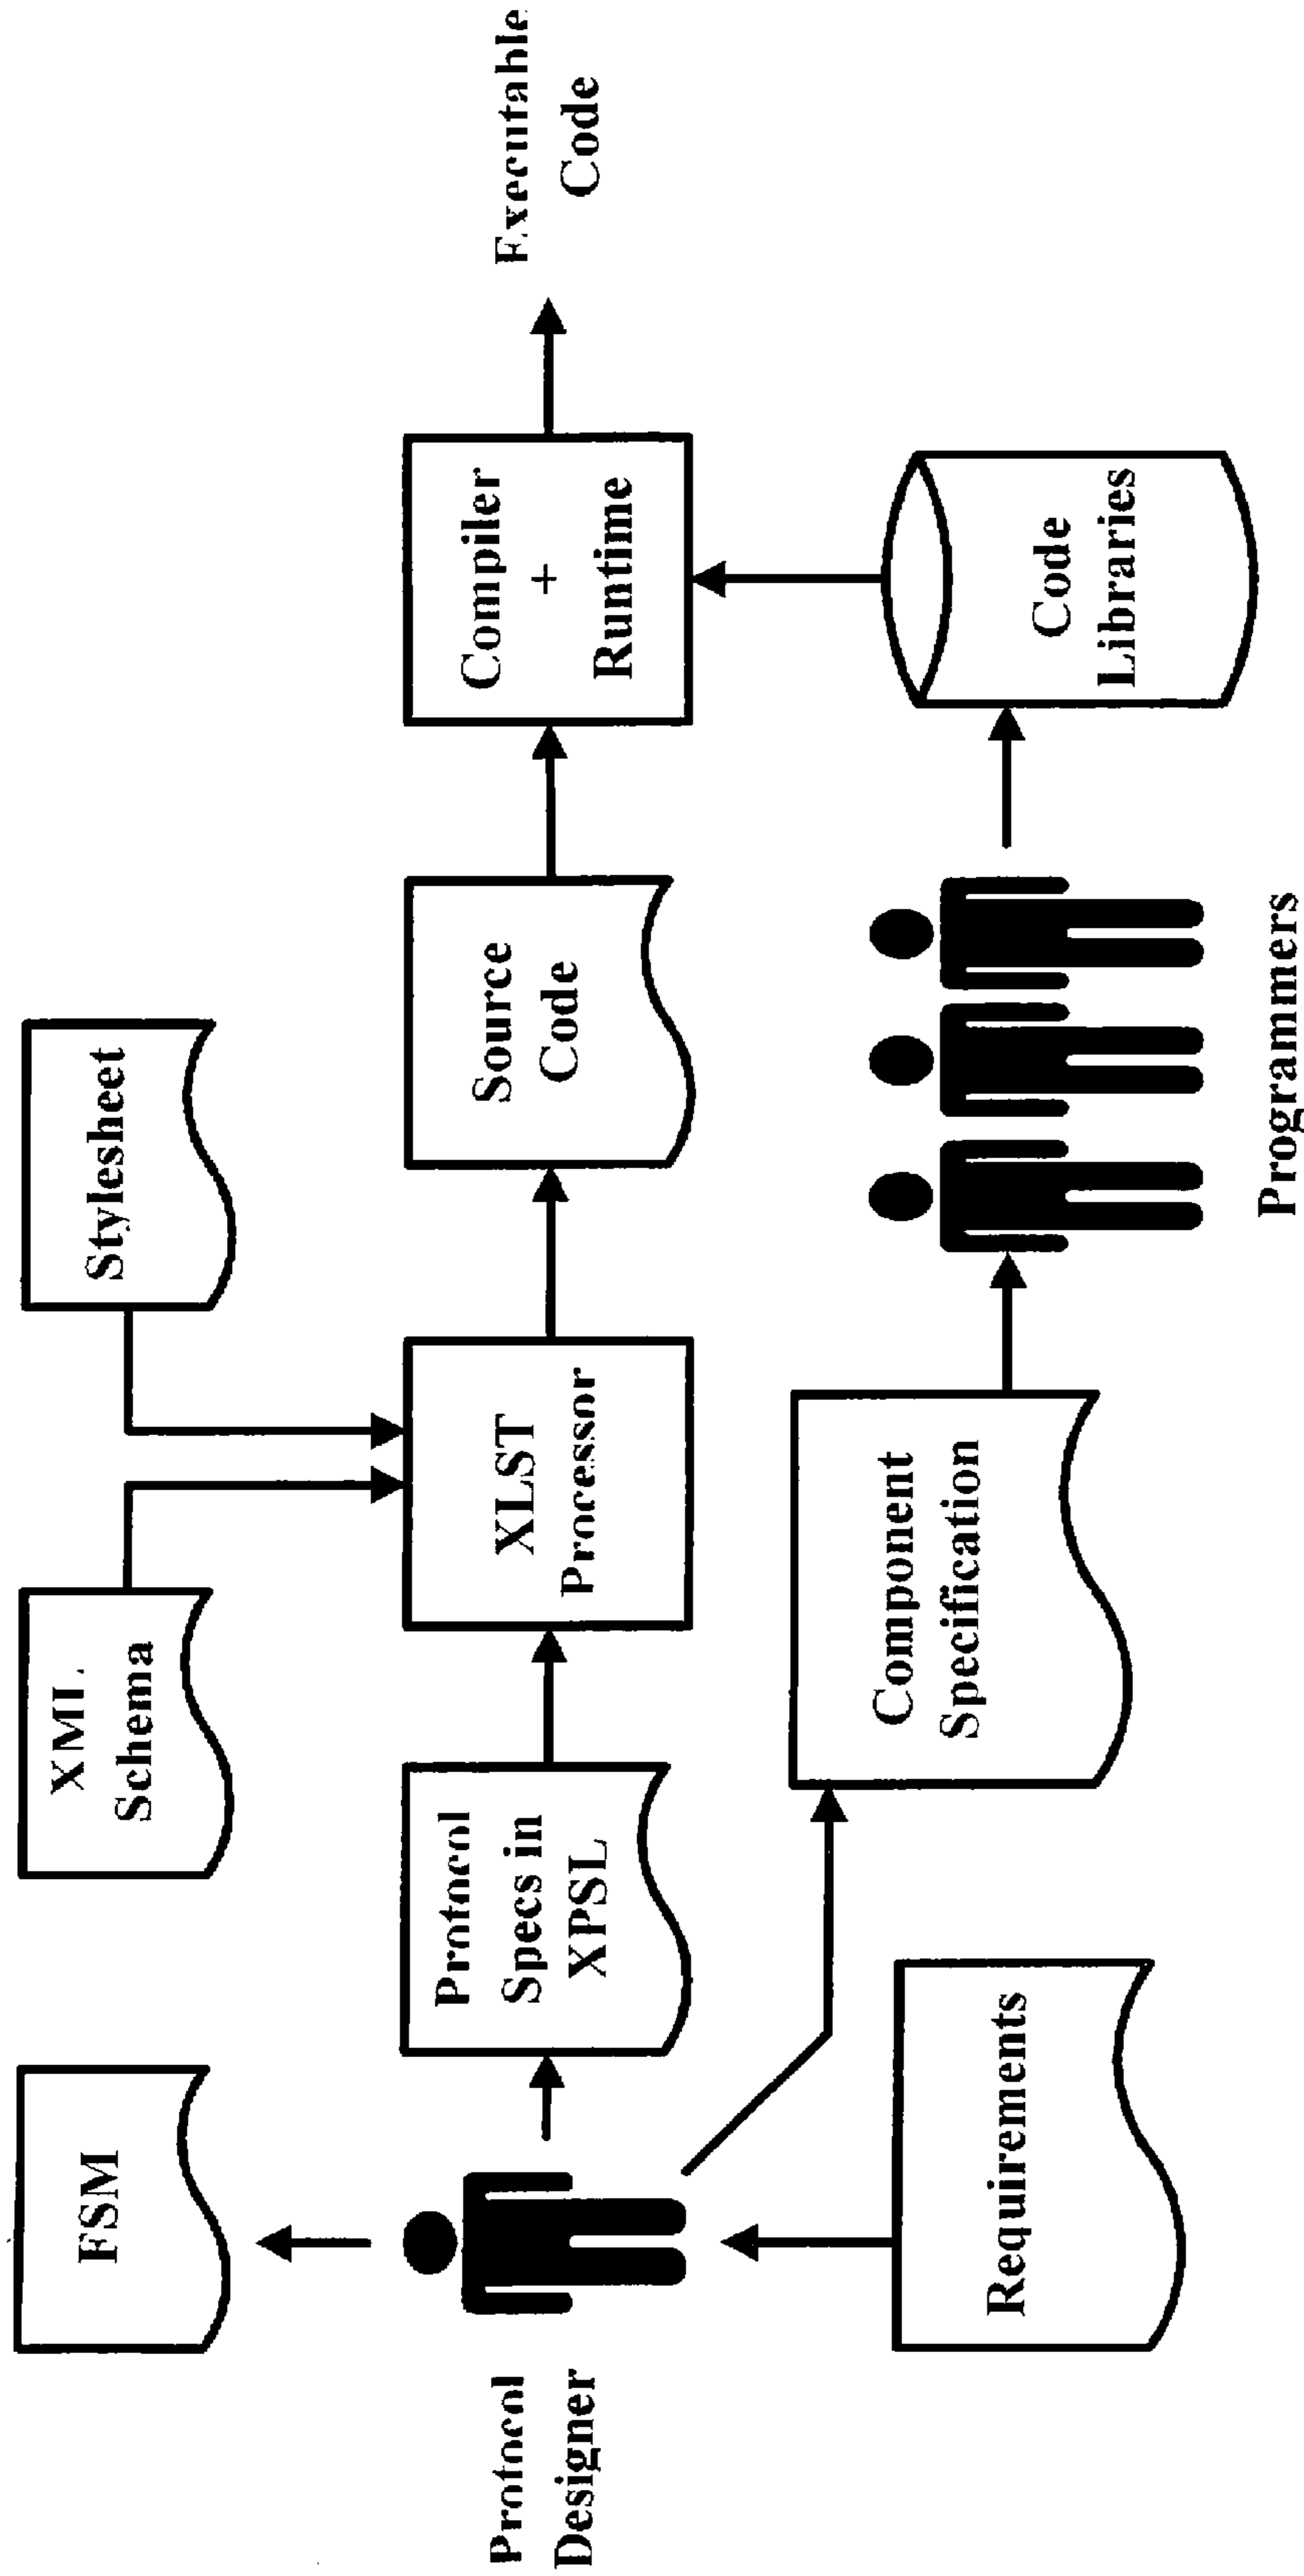 FSM
XML
Schema
Stylesheet
Protocol
Designer
Protocol
Specs in
XPSL
XLST
Processor
Source
Code
Compiler
+
Runtime
Executable
Code
Requirements
Component
Specification
Programmers
Code
Libraries